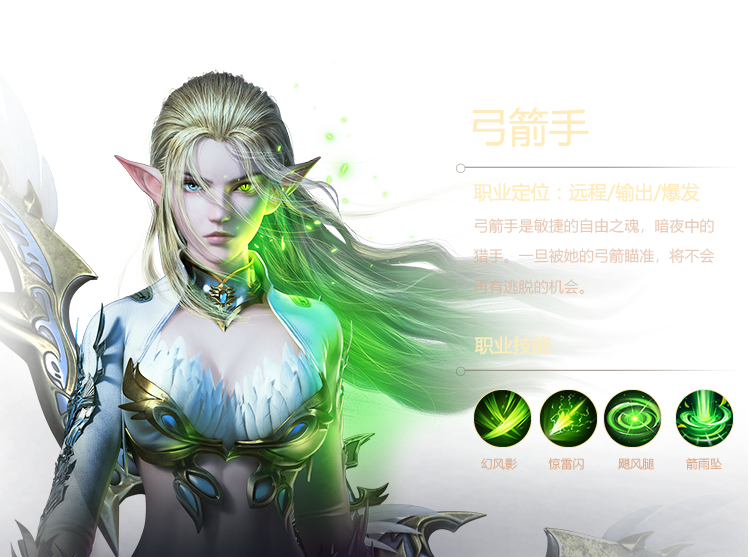 弓箭手
职业定位：远程/输出/爆发
弓箭手是敏捷的自由之魂，暗夜中的
猎手。一旦被她的弓箭瞄准，将不会
再有逃脱的机会。
职业技能
幻风影 惊雷闪 飓风腿 箭雨坠